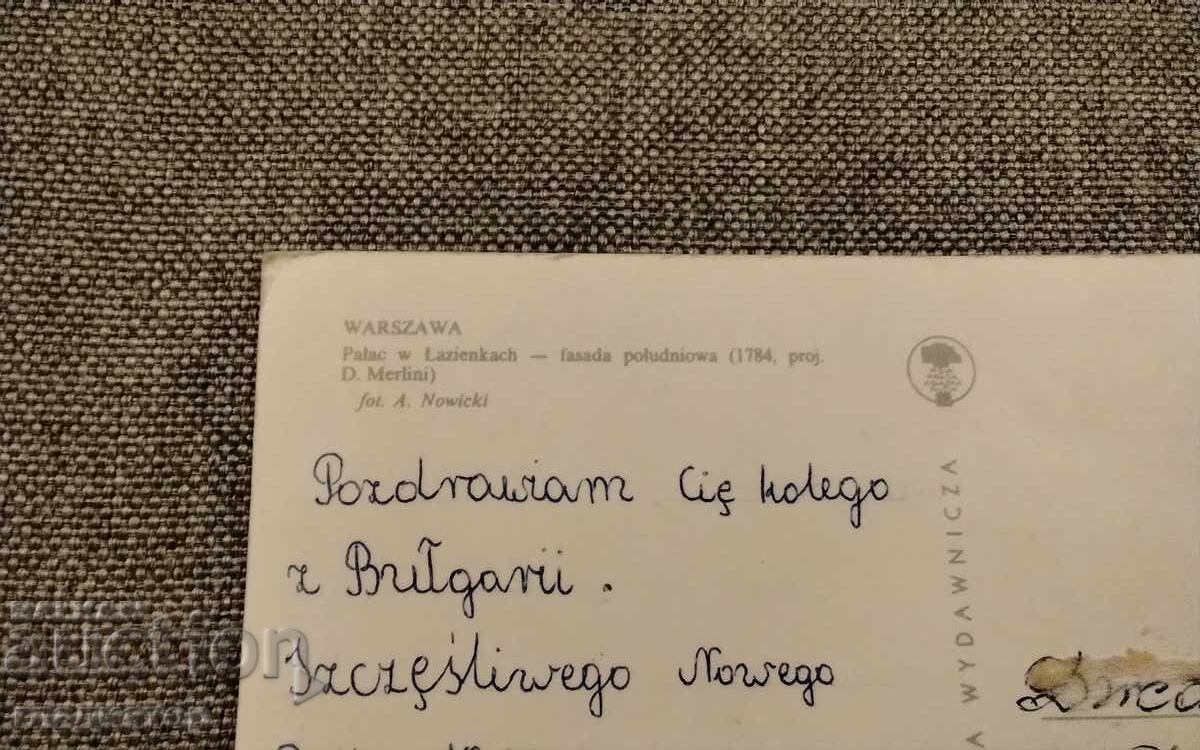 WARSZAWA
Pałac w Łazienkach — fasada południowa (1784, proj.
D. Merlini)
fot. A. Nowicki
Pozdrawiam Cię kolego
z Bułgarii.
Szczęśliwego Nowego
A WYDAWNICZA
auction